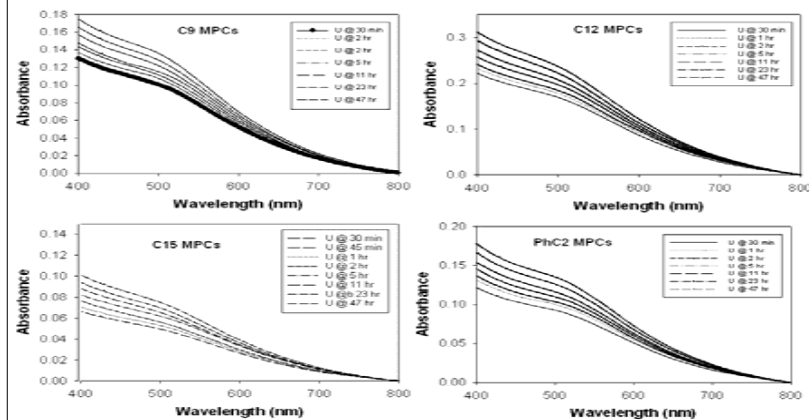 C9 MPCs
U @ 30 min
U @ 2 hr
U @ 2 hr
U @ 5 hr
U @ 11 hr
U @ 23 hr
U @ 47 hr
0.18
0.16
0.14
0.12
0.10
0.08
0.06
0.04
0.02
0.00
Absorbance
400 500 600 700 800
Wavelength (nm)
C12 MPCs
U @ 30 min
U @ 1 hr
U @ 2 hr
U @ 5 hr
U @ 11 hr
U @ 23 hr
U @ 47 hr
0.3
0.2
0.1
0.0
Absorbance
400 500 600 700 800
Wavelength (nm)
C15 MPCs
U @ 30 min
U @ 45 min
U @ 1 hr
U @ 2 hr
U @ 5 hr
U @ 11 hr
U @b 23 hr
U @ 47 hr
0.14
0.12
0.10
0.08
0.06
0.04
0.02
0.00
Absorbance
400 500 600 700 800
Wavelength (nm)
PhC2 MPCs
U @ 30 min
U @ 1 hr
U @ 2 hr
U @ 5 hr
U @ 11 hr
U @ 23 hr
U @ 47 hr
0.20
0.15
0.10
0.05
0.00
Absorbance
400 500 600 700 800
Wavelength (nm)